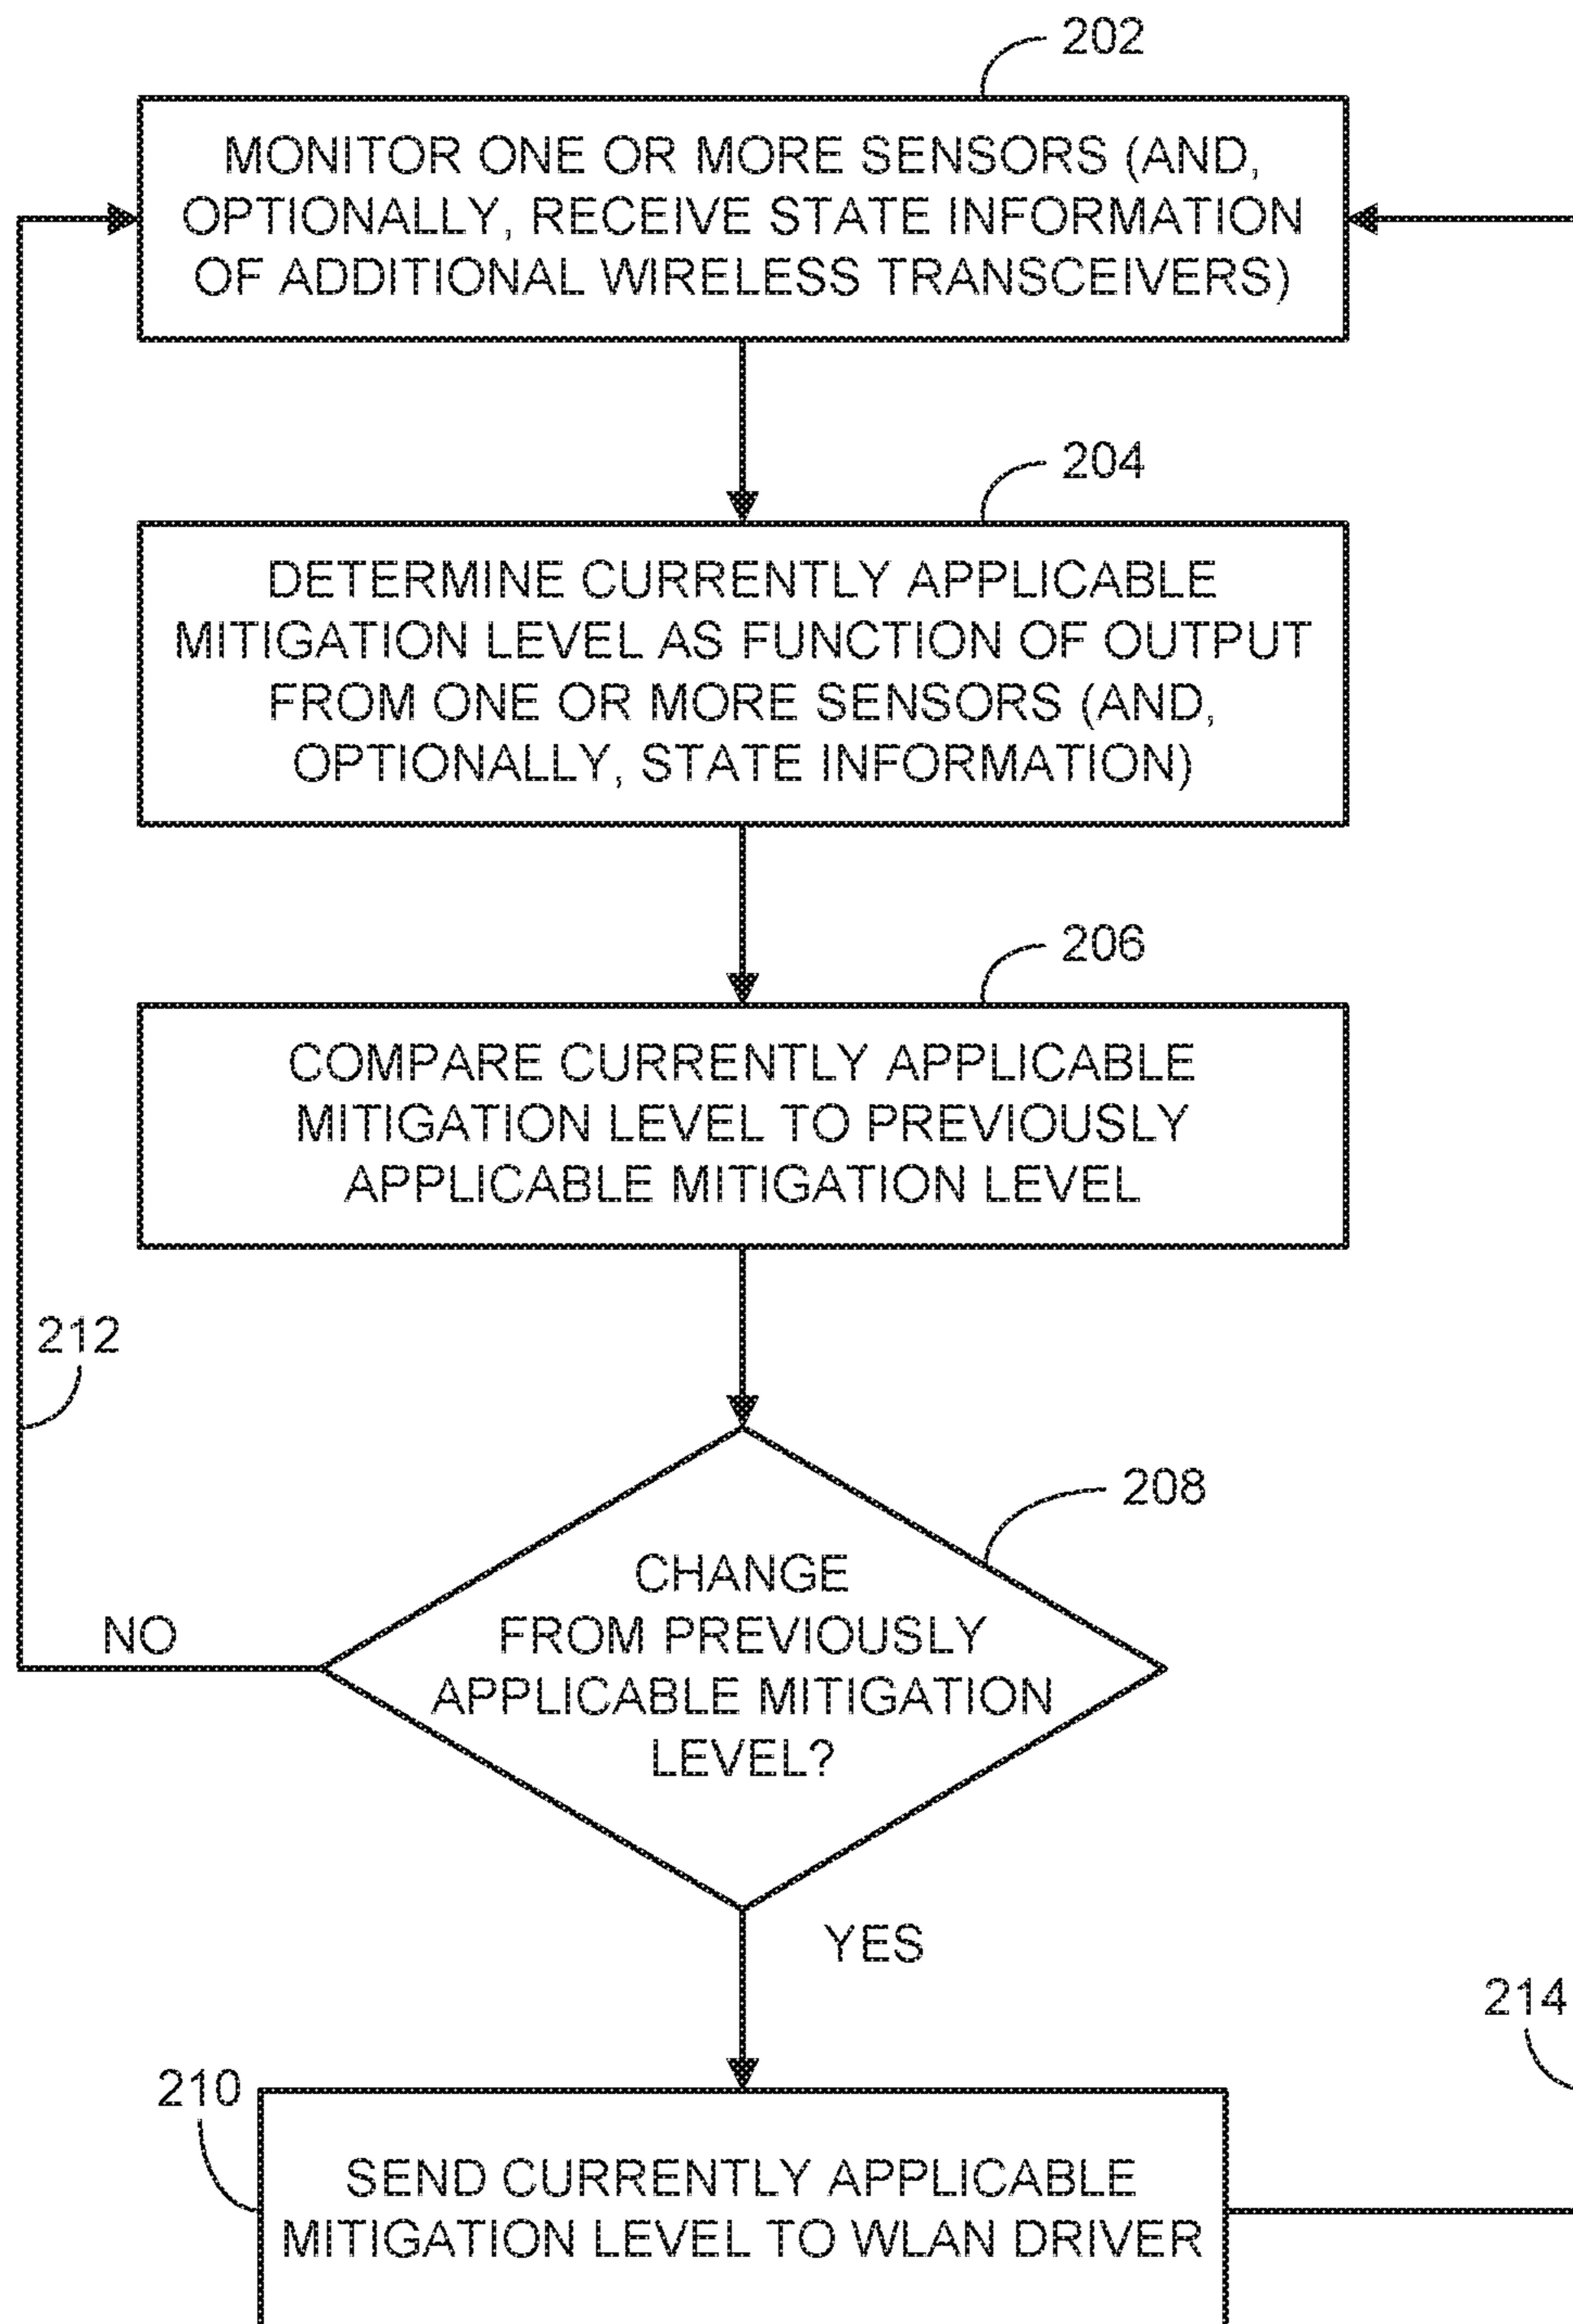 202
MONITOR ONE OR MORE SENSORS (AND,
OPTIONALLY, RECEIVE STATE INFORMATION
OF ADDITIONAL WIRELESS TRANSCEIVERS)
204
DETERMINE CURRENTLY APPLICABLE
MITIGATION LEVEL AS FUNCTION OF OUTPUT
FROM ONE OR MORE SENSORS (AND,
OPTIONALLY, STATE INFORMATION)
206
COMPARE CURRENTLY APPLICABLE
MITIGATION LEVEL TO PREVIOUSLY
APPLICABLE MITIGATION LEVEL
212
208
CHANGE
FROM PREVIOUSLY
APPLICABLE MITIGATION
LEVEL?
NO
YES
214
210
SEND CURRENTLY APPLICABLE
MITIGATION LEVEL TO WLAN DRIVER